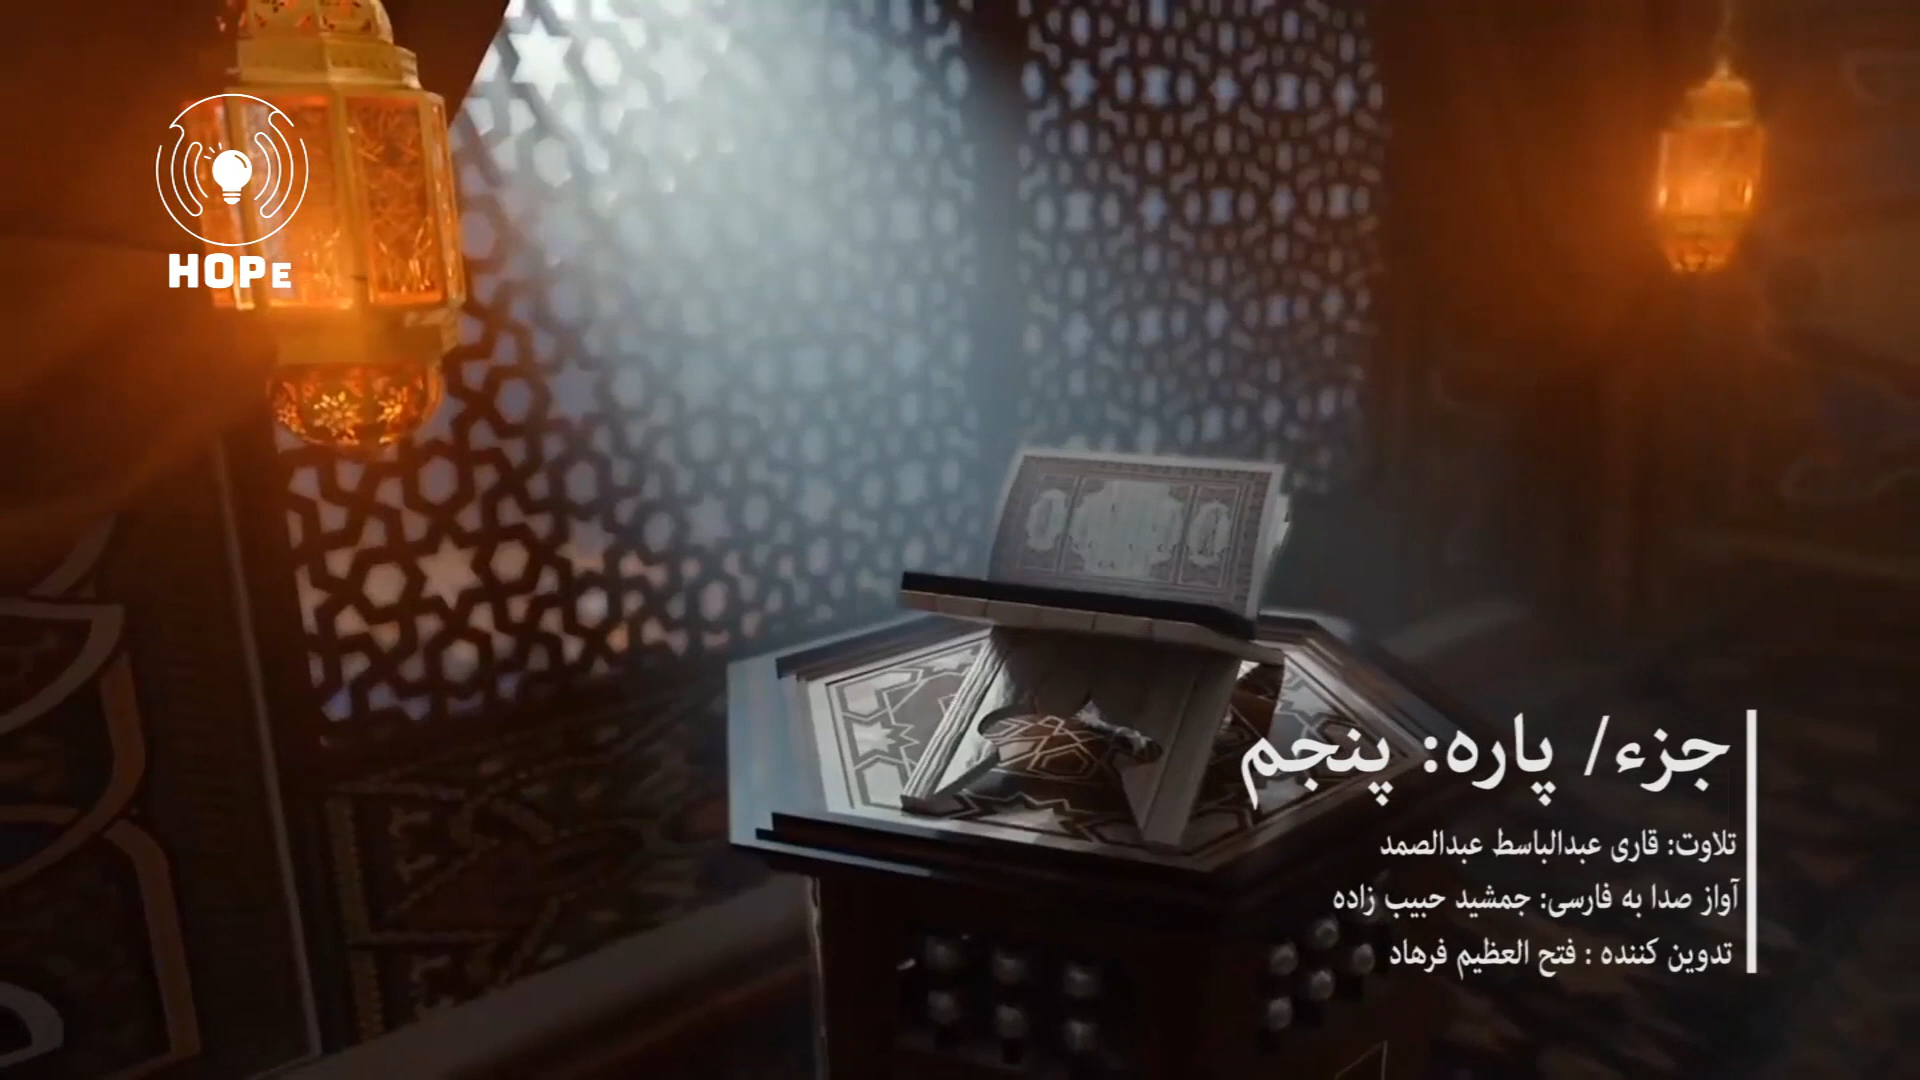 HOPe
جزء/ پاره: پنجم
تلاوت: قاری عبدالباسط عبدالصمد
آواز صدا به فارسی: جمشید حبیب زاده
تدوین کننده : فتح العظیم فرهاد